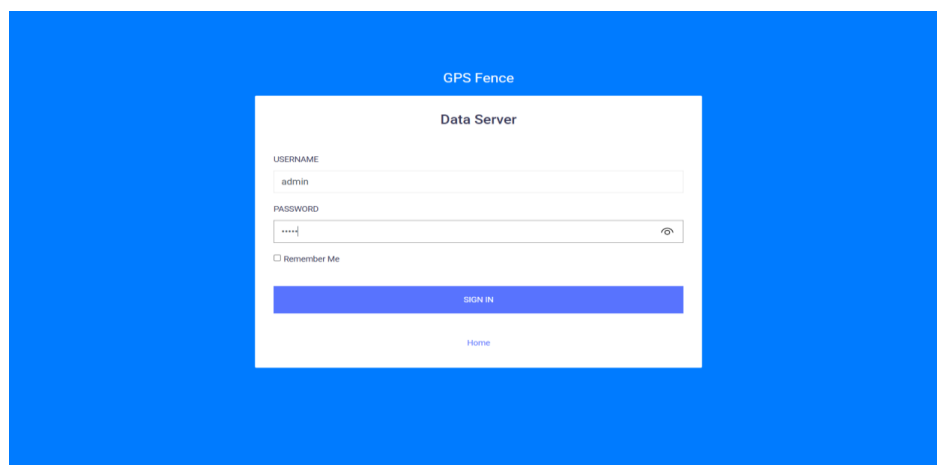 GPS Fence
Data Server
USERNAME
admin
PASSWORD
•••••
Remember Me
SIGN IN
Home